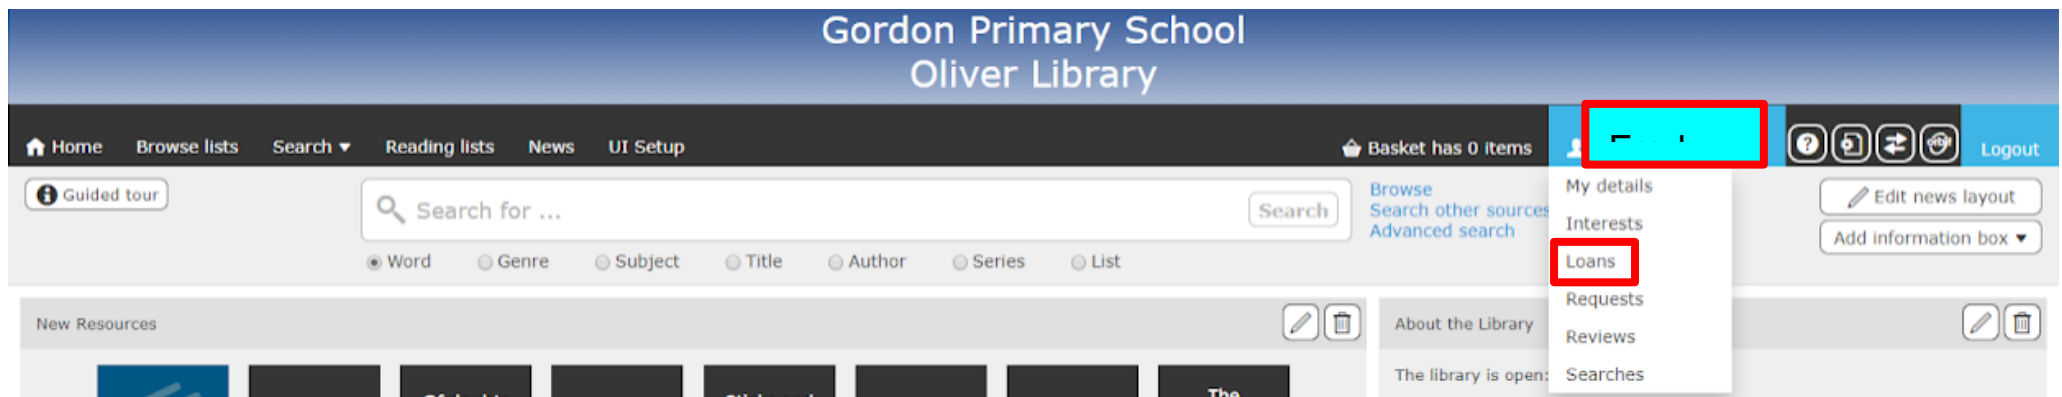 Gordon Primary School
Oliver Library
Home Browse lists Search ▼ Reading lists News UI Setup Basket has 0 items Logout
Guided tour
Search for ...
Search
Browse
Search other sources
Advanced search
Word Genre Subject Title Author Series List
My details
Interests
Loans
Requests
Reviews
Searches
Edit news layout
Add information box ▼
New Resources
About the Library
The library is open:
The